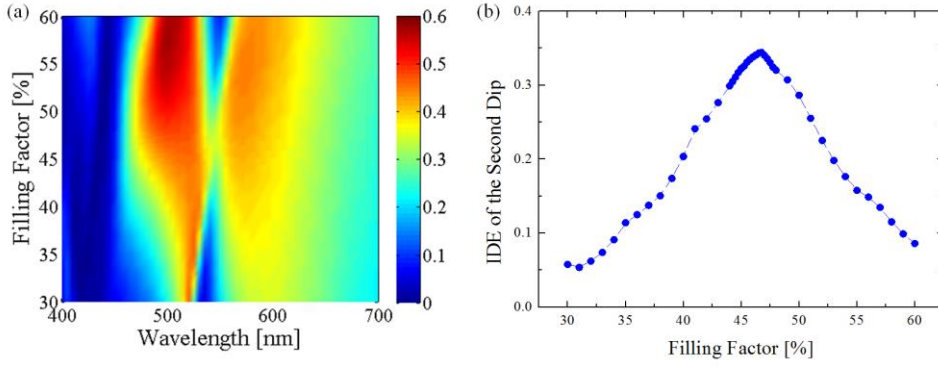 (a)
60
55
50
45
40
35
30
Filling Factor [%]
400 500 600 700
Wavelength [nm]
0.6
0.5
0.4
0.3
0.2
0.1
0
(b)
0.4
0.3
0.2
0.1
0.0
IDE of the Second Dip
30 35 40 45 50 55 60
Filling Factor [%]